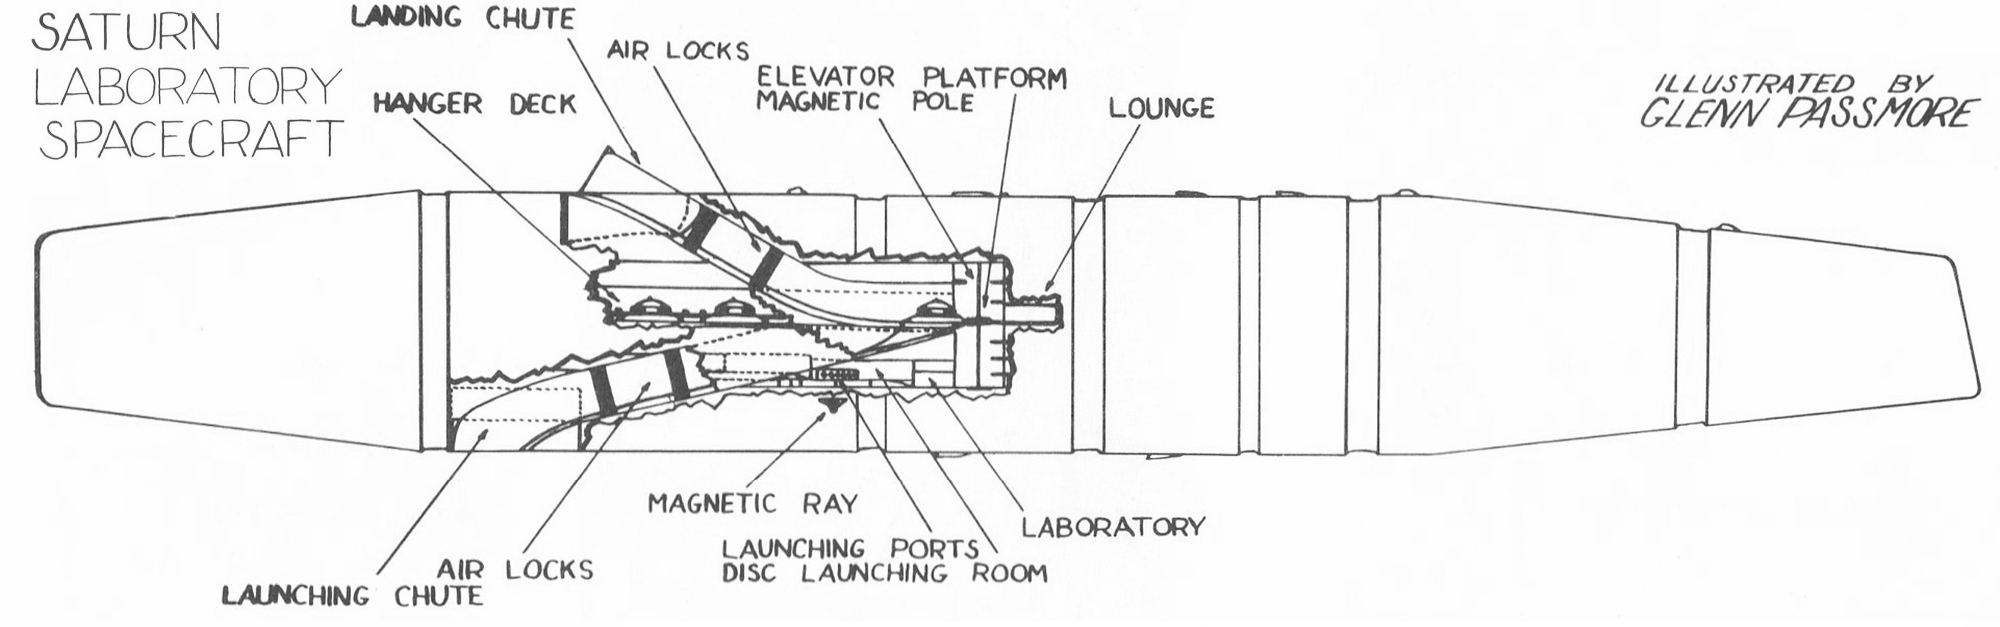 SATURN
LABORATORY
SPACECRAFT
LANDING CHUTE
AIR LOCKS
HANGER DECK
ELEVATOR PLATFORM
MAGNETIC POLE
LOUNGE
ILLUSTRATED BY
GLENN PASSMORE
MAGNETIC RAY
LABORATORY
LAUNCHING PORTS
DISC LAUNCHING ROOM
AIR LOCKS
LAUNCHING CHUTE